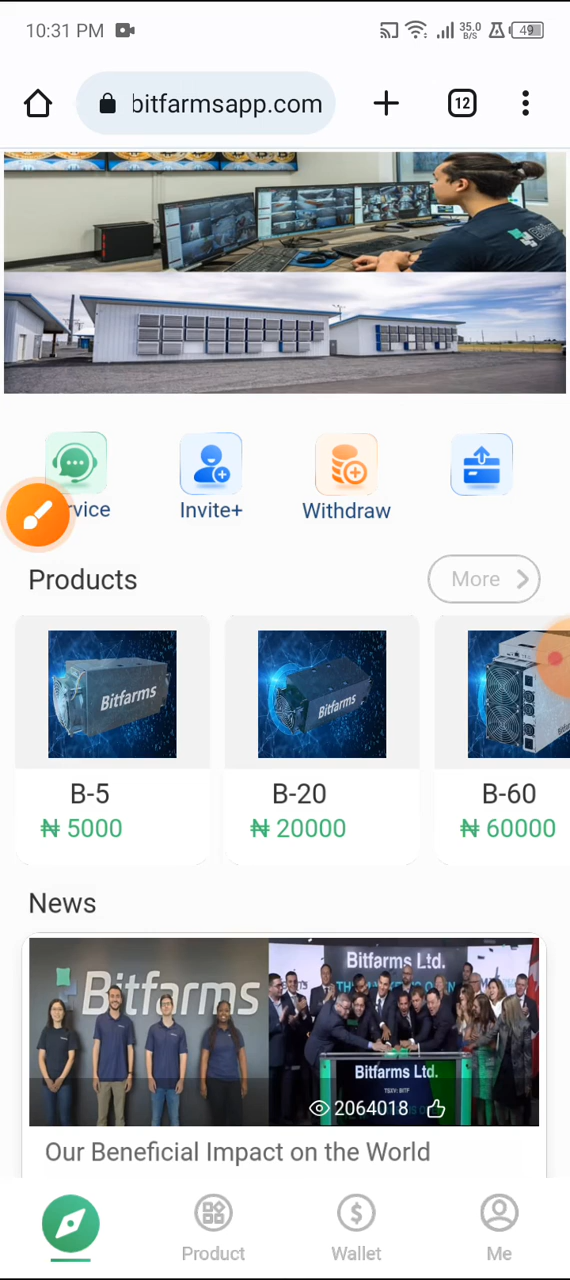 10:31 PM
35.0
B/S
49
bitfarmsapp.com
12
rvice
Invite+
Withdraw
Products
More
Bitfarms
Bitfarms
B-5
B-20
B-60
₦ 5000
₦ 20000
₦ 60000
News
Bitfarms
Bitfarms Ltd.
Bitfarms Ltd.
TSXV: BITF
2064018
Our Beneficial Impact on the World
Product
Wallet
Me